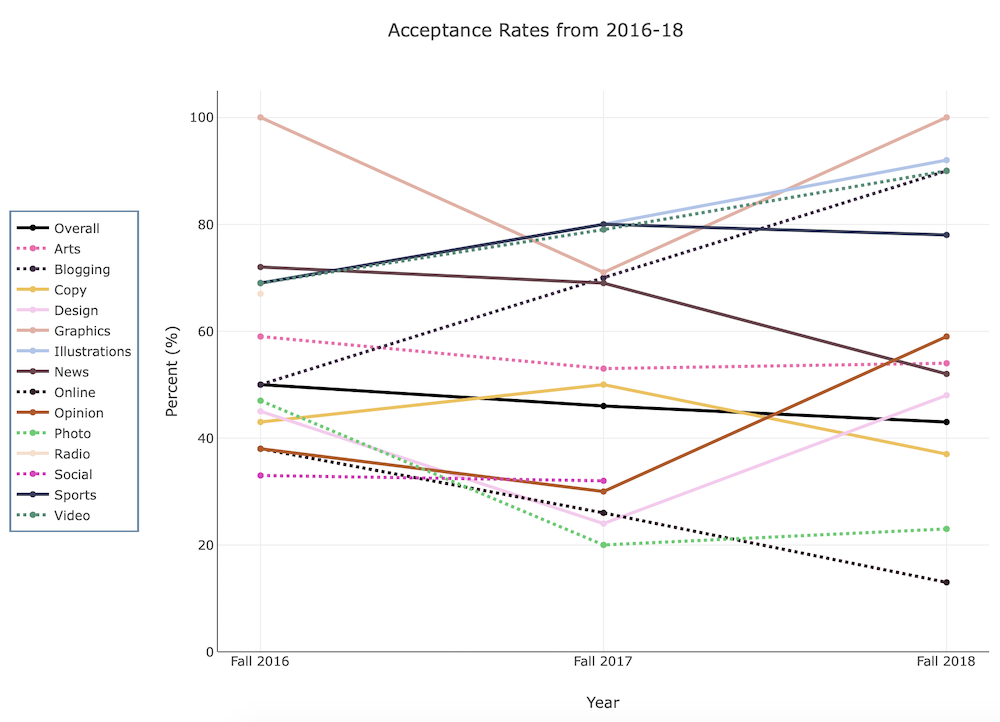 Acceptance Rates from 2016-18
Overall
Arts
Blogging
Copy
Design
Graphics
Illustrations
News
Online
Opinion
Photo
Radio
Social
Sports
Video
Percent (%)
100
80
60
40
20
0
Fall 2016 Fall 2017 Fall 2018
Year